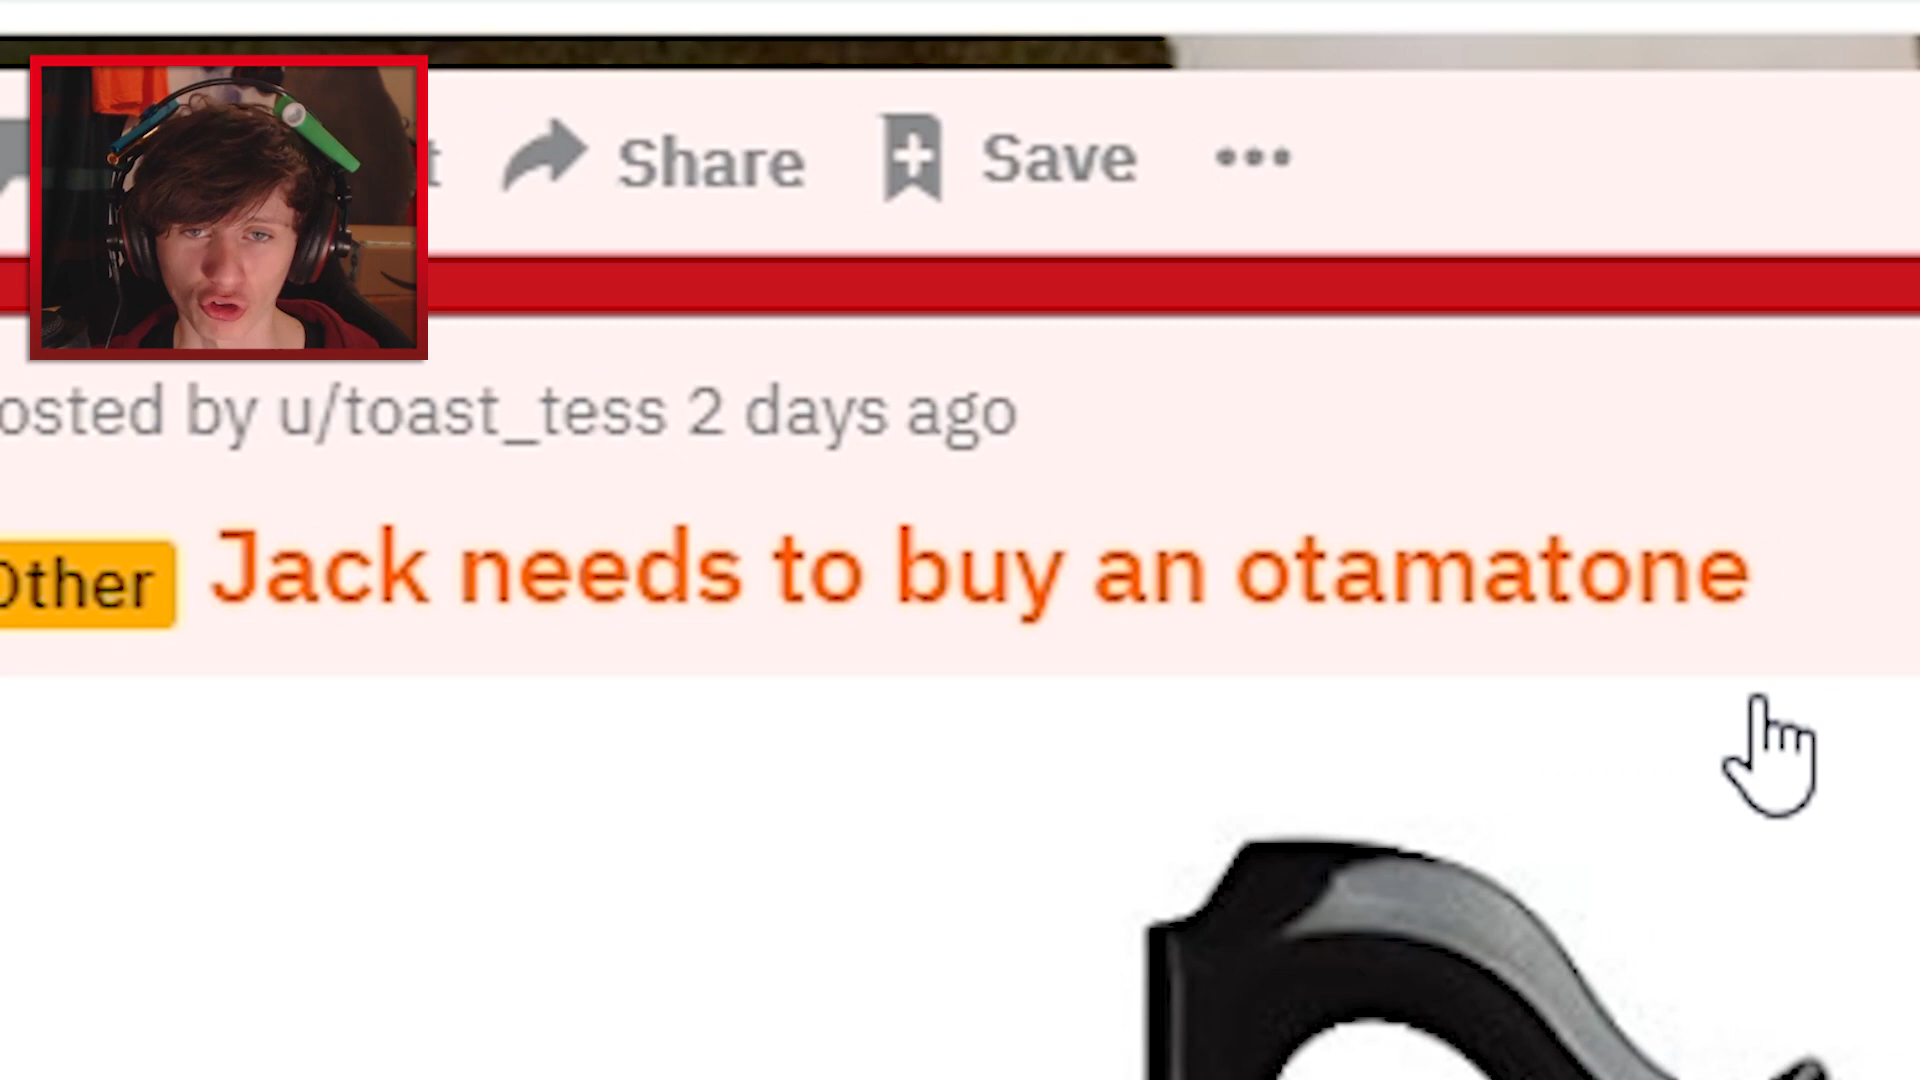 Share Save
osted by u/toast_tess 2 days ago
Other Jack needs to buy an otamatone